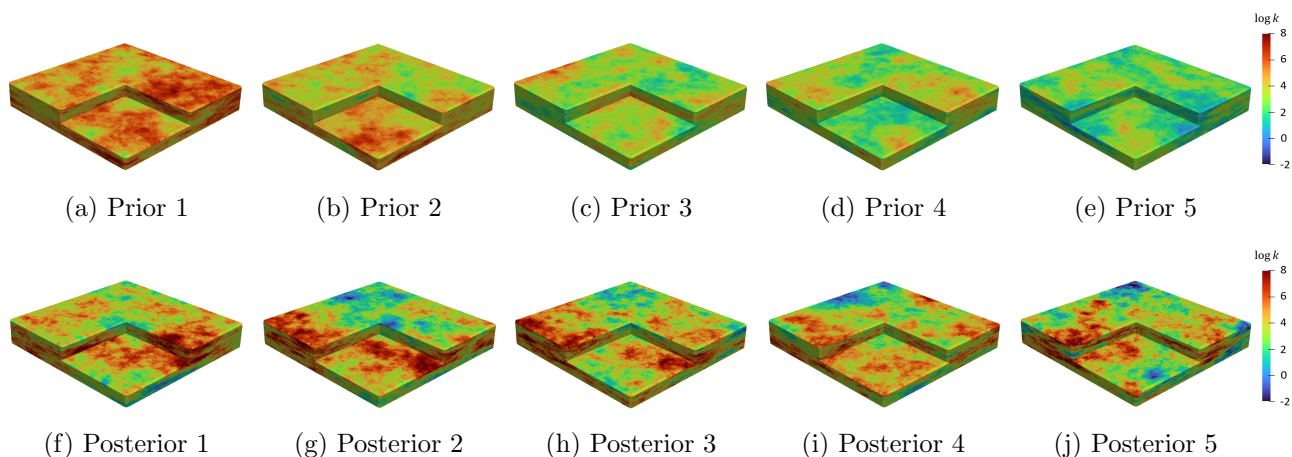 log k
8
6
4
2
0
-2
(a) Prior 1
(b) Prior 2
(c) Prior 3
(d) Prior 4
(e) Prior 5
log k
8
6
4
2
0
-2
(f) Posterior 1
(g) Posterior 2
(h) Posterior 3
(i) Posterior 4
(j) Posterior 5